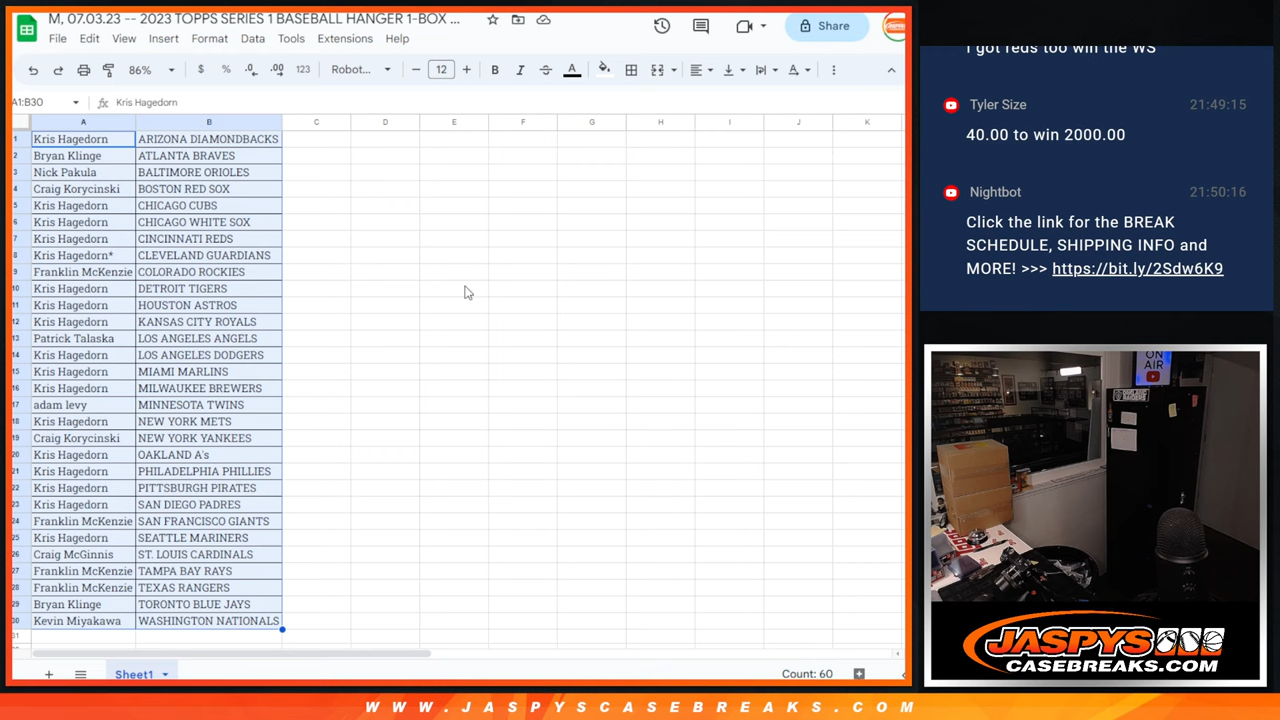 M, 07.03.23 -- 2023 TOPPS SERIES 1 BASEBALL HANGER 1-BOX ...
File Edit View Insert Format Data Tools Extensions Help
Share
86% $ % .0 .00 123 Robot... 12 B I A
A1:B30 fx Kris Hagedorn
A B C D E F G H I J K
1 Kris Hagedorn ARIZONA DIAMONDBACKS
2 Bryan Klinge ATLANTA BRAVES
3 Nick Pakula BALTIMORE ORIOLES
4 Craig Korycinski BOSTON RED SOX
5 Kris Hagedorn CHICAGO CUBS
6 Kris Hagedorn CHICAGO WHITE SOX
7 Kris Hagedorn CINCINNATI REDS
8 Kris Hagedorn* CLEVELAND GUARDIANS
9 Franklin McKenzie COLORADO ROCKIES
10 Kris Hagedorn DETROIT TIGERS
11 Kris Hagedorn HOUSTON ASTROS
12 Kris Hagedorn KANSAS CITY ROYALS
13 Patrick Talaska LOS ANGELES ANGELS
14 Kris Hagedorn LOS ANGELES DODGERS
15 Kris Hagedorn MIAMI MARLINS
16 Kris Hagedorn MILWAUKEE BREWERS
17 adam levy MINNESOTA TWINS
18 Kris Hagedorn NEW YORK METS
19 Craig Korycinski NEW YORK YANKEES
20 Kris Hagedorn OAKLAND A's
21 Kris Hagedorn PHILADELPHIA PHILLIES
22 Kris Hagedorn PITTSBURGH PIRATES
23 Kris Hagedorn SAN DIEGO PADRES
24 Franklin McKenzie SAN FRANCISCO GIANTS
25 Kris Hagedorn SEATTLE MARINERS
26 Craig McGinnis ST. LOUIS CARDINALS
27 Franklin McKenzie TAMPA BAY RAYS
28 Franklin McKenzie TEXAS RANGERS
29 Bryan Klinge TORONTO BLUE JAYS
30 Kevin Miyakawa WASHINGTON NATIONALS
31
Sheet1 Count: 60
I got reds too win the WS
Tyler Size 21:49:15
40.00 to win 2000.00
Nightbot 21:50:16
Click the link for the BREAK
SCHEDULE, SHIPPING INFO and
MORE! >>> https://bit.ly/2Sdw6K9
ON
AIR
JASPYS
CASEBREAKS.COM
WWW.JASPYSCASEBREAKS.COM